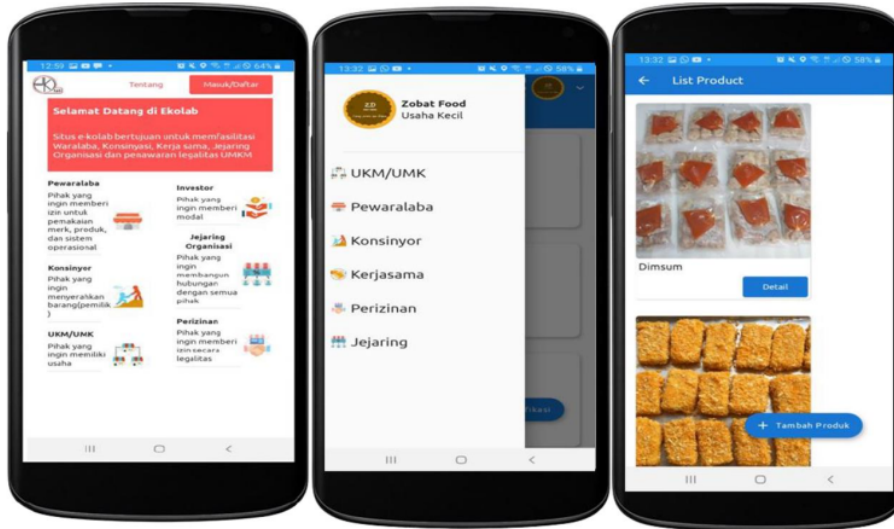 12:59
64%
Tentang
Masuk/Daftar
Selamat Datang di Ekolab
Situs e-kolab bertujuan untuk memfasilitasi
Waralaba, Konsinyasi, Kerja sama, Jejaring
Organisasi dan penawaran legalitas UMKM
Pewaralaba
Pihak yang
ingin memberi
izin untuk
pemakaian
merk, produk,
dan sistem
operasional
Konsinyor
Pihak yang
ingin
menyerahkan
barang(pemilik
)
UKM/UMK
Pihak yang
ingin memiliki
usaha
Investor
Pihak yang
ingin memberi
modal
Jejaring
Organisasi
Pihak yang
ingin
membangun
hubungan
dengan semua
pihak
Perizinan
Pihak yang
ingin memberi
izin secara
legalitas
13:32
58%
ZD
Zobat Food
Usaha Kecil
UKM/UMK
Pewaralaba
Konsinyor
Kerjasama
Perizinan
Jejaring
fikasi
13:32
58%
List Product
Dimsum
Detail
+ Tambah Produk